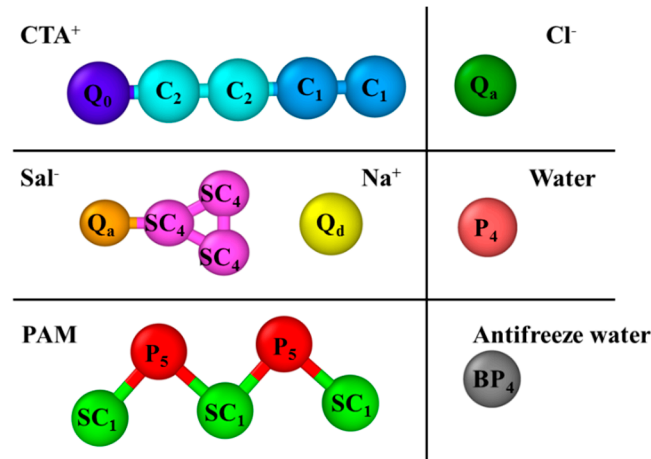 CTA⁺
Cl⁻
Q₀ C₂ C₂ C₁ C₁
Qₐ
Sal⁻
Na⁺
Water
SC₄
Qₐ SC₄
Q_d
P₄
SC₄
PAM
Antifreeze water
P₅ P₅
BP₄
SC₁ SC₁ SC₁